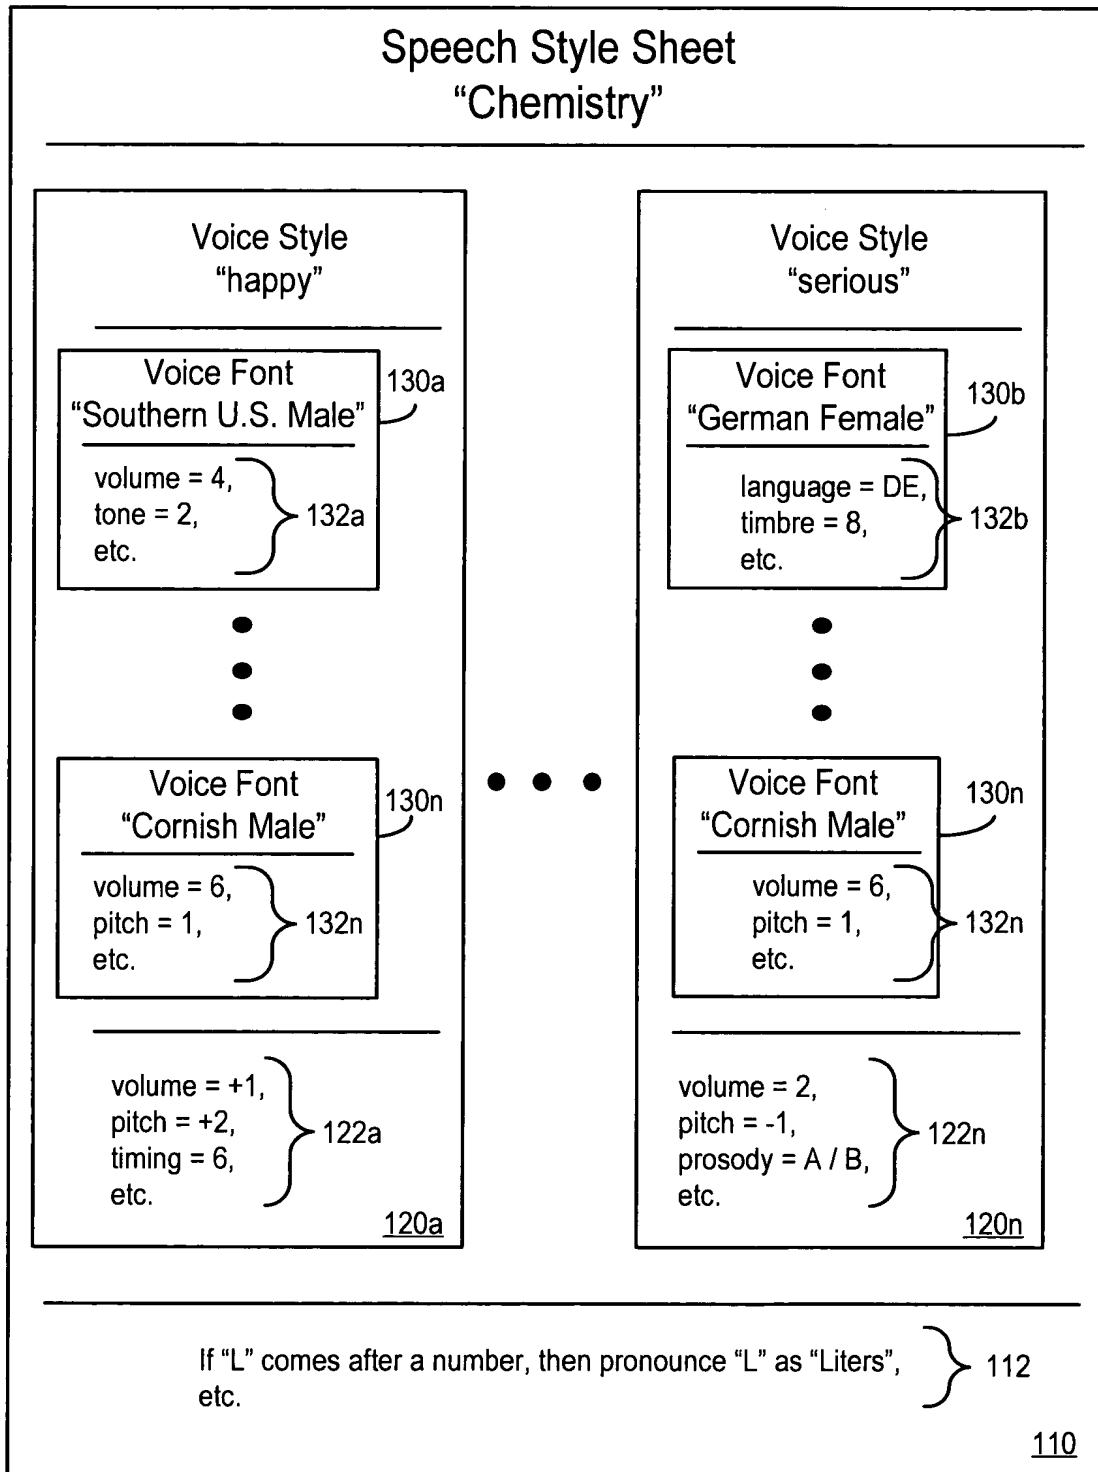 Speech Style Sheet
“Chemistry”
Voice Style
“happy”
Voice Font
“Southern U.S. Male”
130a
volume = 4,
tone = 2,
etc.
132a
Voice Font
“Cornish Male”
130n
volume = 6,
pitch = 1,
etc.
132n
volume = +1,
pitch = +2,
timing = 6,
etc.
122a
120a
Voice Style
“serious”
Voice Font
“German Female”
130b
language = DE,
timbre = 8,
etc.
132b
Voice Font
“Cornish Male”
130n
volume = 6,
pitch = 1,
etc.
132n
volume = 2,
pitch = -1,
prosody = A / B,
etc.
122n
120n
If “L” comes after a number, then pronounce “L” as “Liters”,
etc.
112
110